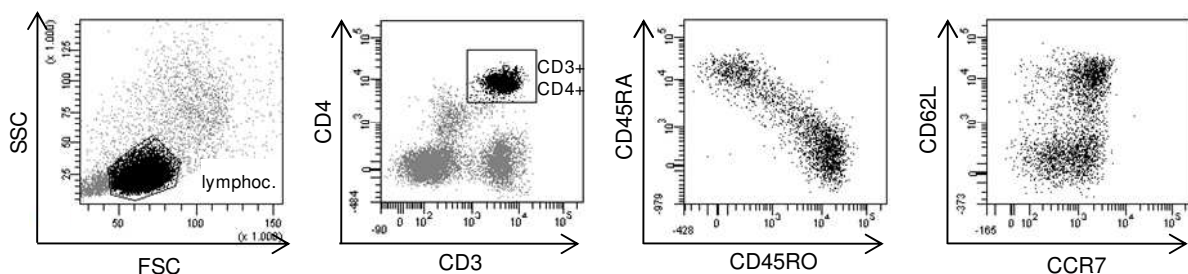 SSC
(x 1.000)
125
100
75
50
25
lymphoc.
50 100 150
(x 1.000)
FSC
CD4
10^5
10^4
10^3
0
-484
CD3+
CD4+
-90 0 10^2 10^3 10^4 10^5
CD3
CD45RA
10^5
10^4
10^3
0
-979
-428 0 10^3 10^4 10^5
CD45RO
CD62L
10^5
10^4
10^3
0
-373
-165 0 10^2 10^3 10^4 10^5
CCR7